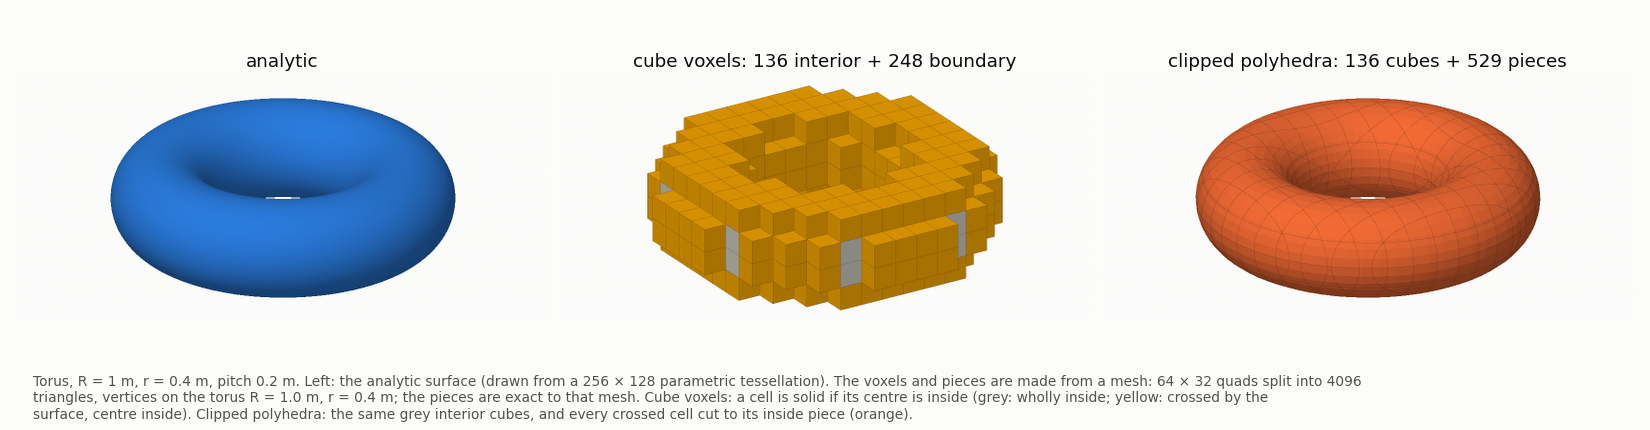 analytic
cube voxels: 136 interior + 248 boundary
clipped polyhedra: 136 cubes + 529 pieces
Torus, R = 1 m, r = 0.4 m, pitch 0.2 m. Left: the analytic surface (drawn from a 256 × 128 parametric tessellation). The voxels and pieces are made from a mesh: 64 × 32 quads split into 4096
triangles, vertices on the torus R = 1.0 m, r = 0.4 m; the pieces are exact to that mesh. Cube voxels: a cell is solid if its centre is inside (grey: wholly inside; yellow: crossed by the
surface, centre inside). Clipped polyhedra: the same grey interior cubes, and every crossed cell cut to its inside piece (orange).